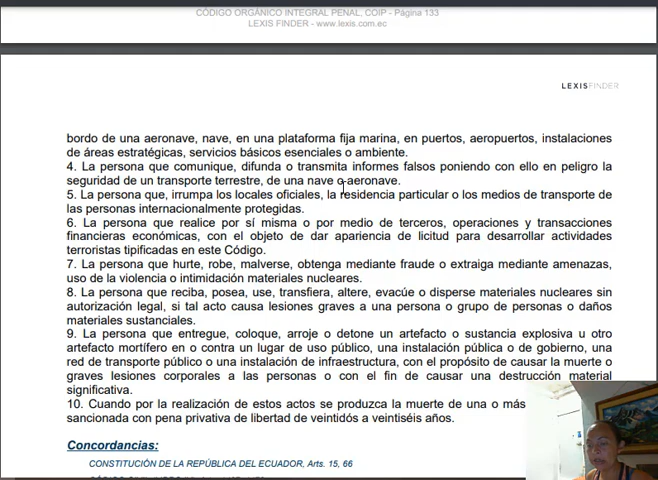 CÓDIGO ORGÁNICO INTEGRAL PENAL, COIP - Página 133
LEXIS FINDER - www.lexis.com.ec
LEXISFINDER
bordo de una aeronave, nave, en una plataforma fija marina, en puertos, aeropuertos, instalaciones
de áreas estratégicas, servicios básicos esenciales o ambiente.
4. La persona que comunique, difunda o transmita informes falsos poniendo con ello en peligro la
seguridad de un transporte terrestre, de una nave o aeronave.
5. La persona que, irrumpa los locales oficiales, la residencia particular o los medios de transporte de
las personas internacionalmente protegidas.
6. La persona que realice por sí misma o por medio de terceros, operaciones y transacciones
financieras económicas, con el objeto de dar apariencia de licitud para desarrollar actividades
terroristas tipificadas en este Código.
7. La persona que hurte, robe, malverse, obtenga mediante fraude o extraiga mediante amenazas,
uso de la violencia o intimidación materiales nucleares.
8. La persona que reciba, posea, use, transfiera, altere, evacúe o disperse materiales nucleares sin
autorización legal, si tal acto causa lesiones graves a una persona o grupo de personas o daños
materiales sustanciales.
9. La persona que entregue, coloque, arroje o detone un artefacto o sustancia explosiva u otro
artefacto mortífero en o contra un lugar de uso público, una instalación pública o de gobierno, una
red de transporte público o una instalación de infraestructura, con el propósito de causar la muerte o
graves lesiones corporales a las personas o con el fin de causar una destrucción material
significativa.
10. Cuando por la realización de estos actos se produzca la muerte de una o más
sancionada con pena privativa de libertad de veintidós a veintiséis años.
Concordancias:
CONSTITUCIÓN DE LA REPÚBLICA DEL ECUADOR, Arts. 15, 66